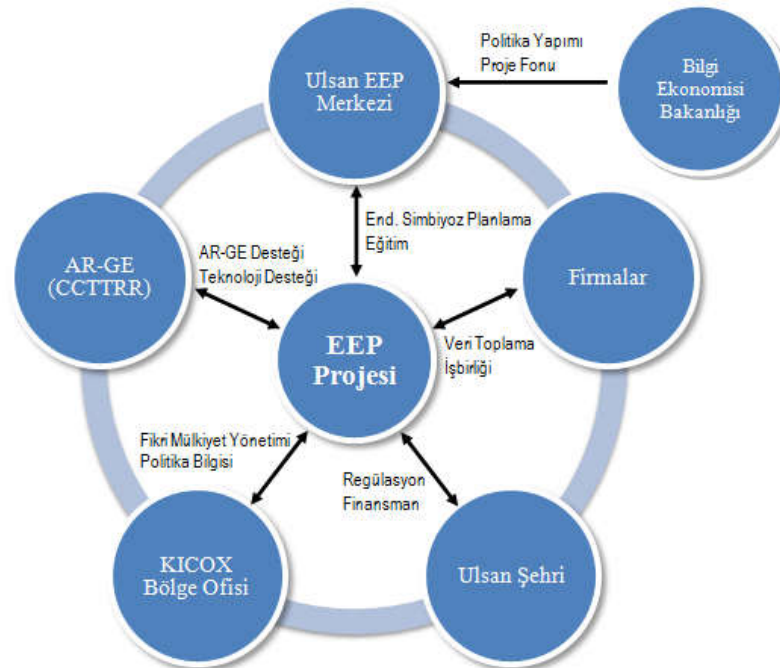 Ulsan EEP
Merkezi
Politika Yapımı
Proje Fonu
Bilgi
Ekonomisi
Bakanlığı
End. Simbiyoz Planlama
Eğitim
AR-GE
(CCTTRR)
AR-GE Desteği
Teknoloji Desteği
Firmalar
EEP
Projesi
Veri Toplama
İşbirliği
Fikri Mülkiyet Yönetimi
Politika Bilgisi
Regülasyon
Finansman
KICOX
Bölge Ofisi
Ulsan Şehri